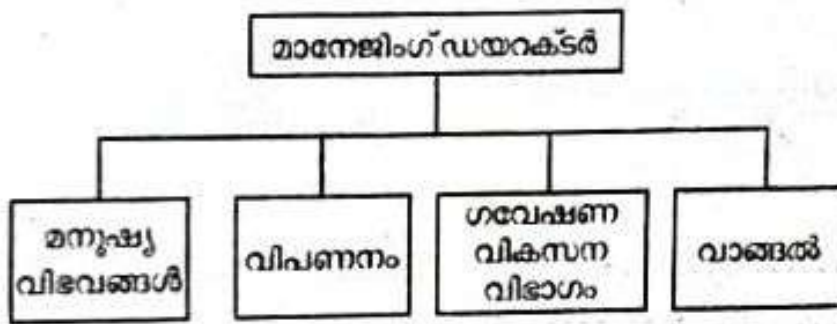 മാനേജിംഗ് ഡയറക്ടർ
മനുഷ്യ
വിഭവങ്ങൾ
വിപണനം
ഗവേഷണ
വികസന
വിഭാഗം
വാങ്ങൽ